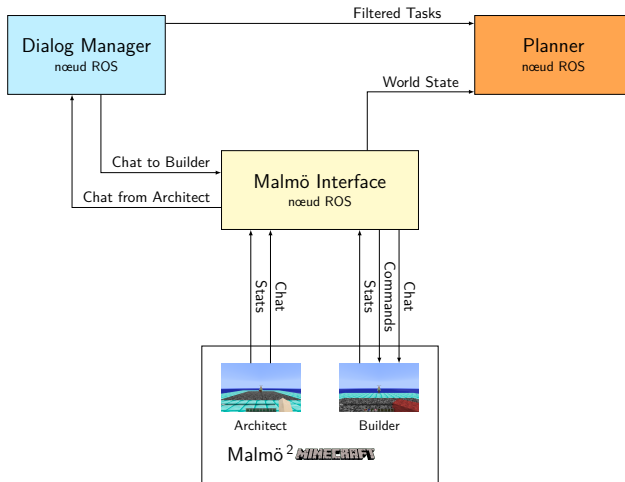 Filtered Tasks
Dialog Manager
nœud ROS
Planner
nœud ROS
World State
Chat to Builder
Chat from Architect
Malmö Interface
nœud ROS
Stats
Chat
Stats
Commands
Chat
Architect
Builder
Malmö 2 MINECRAFT